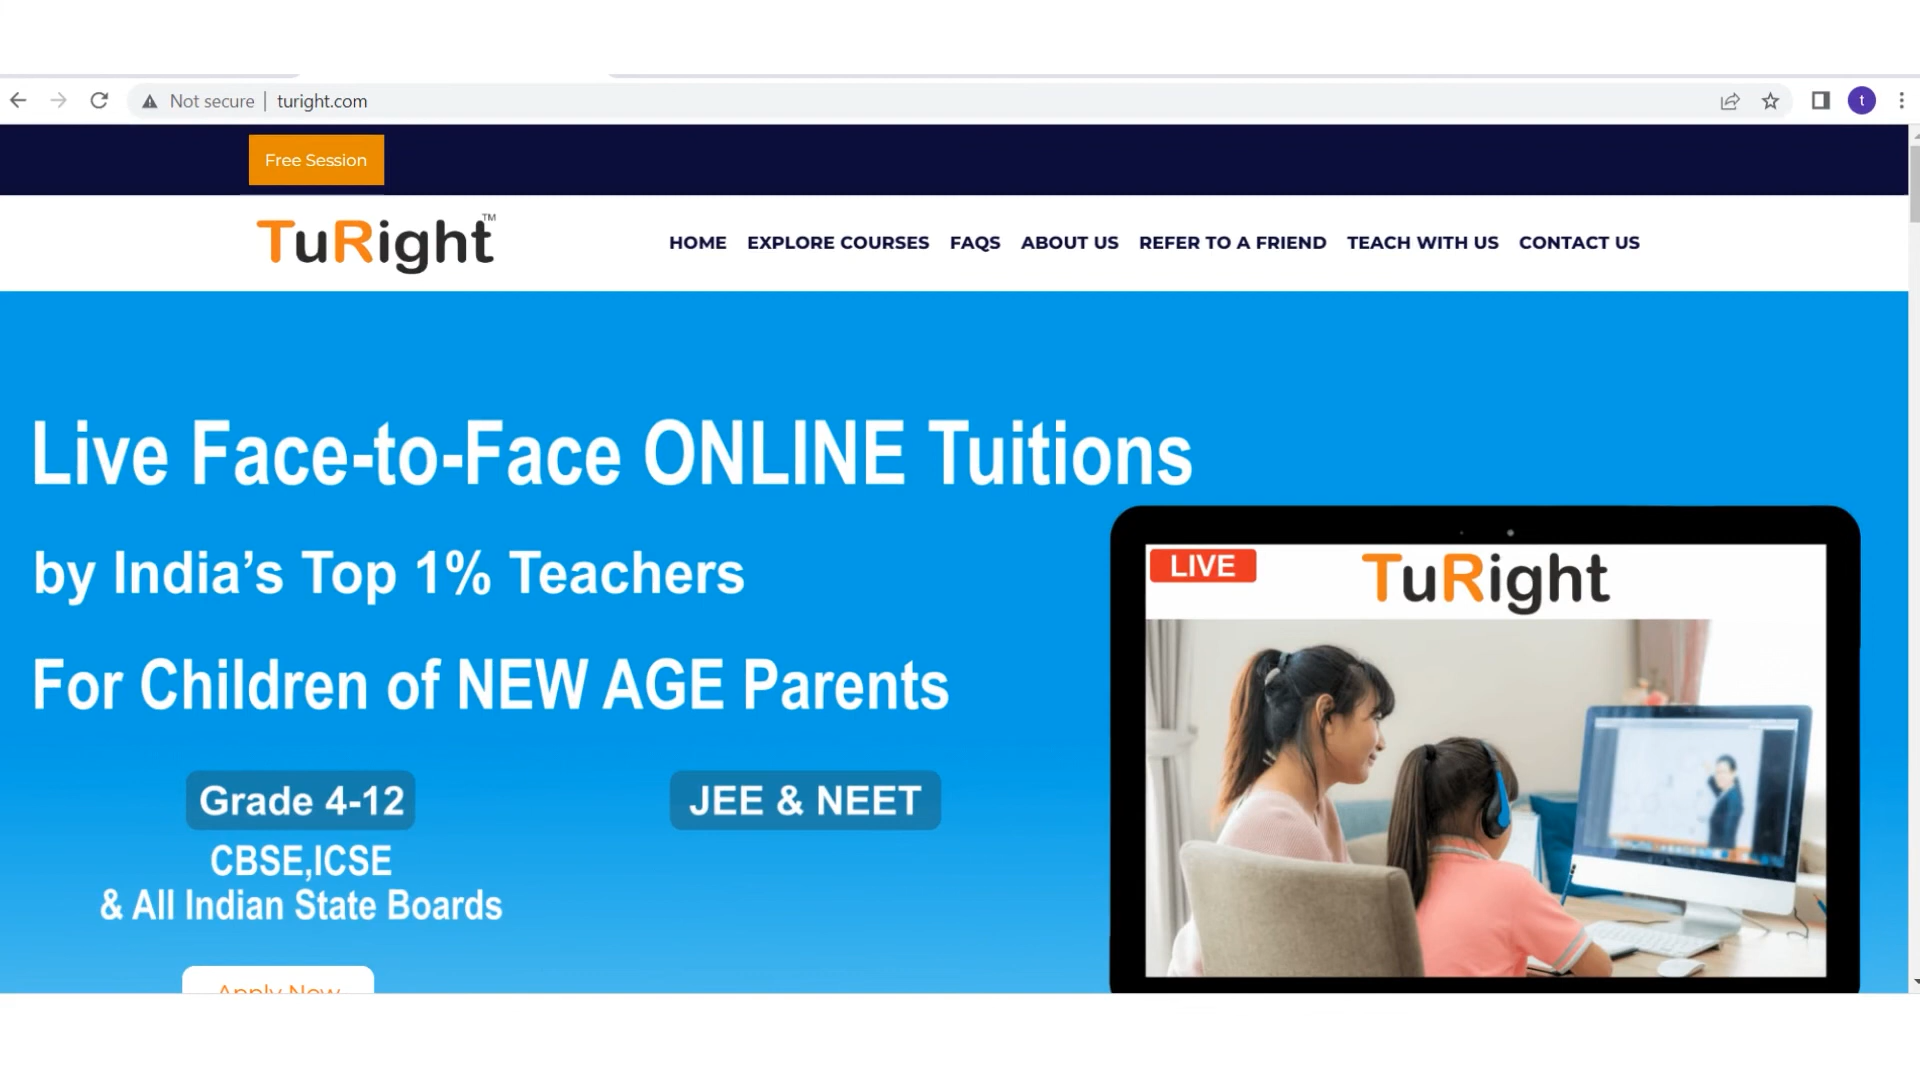 Not secure | turight.com
t
Free Session
TuRight™
HOME EXPLORE COURSES FAQS ABOUT US REFER TO A FRIEND TEACH WITH US CONTACT US
Live Face-to-Face ONLINE Tuitions
by India’s Top 1% Teachers
For Children of NEW AGE Parents
Grade 4-12
CBSE,ICSE
& All Indian State Boards
JEE & NEET
Apply Now
LIVE
TuRight